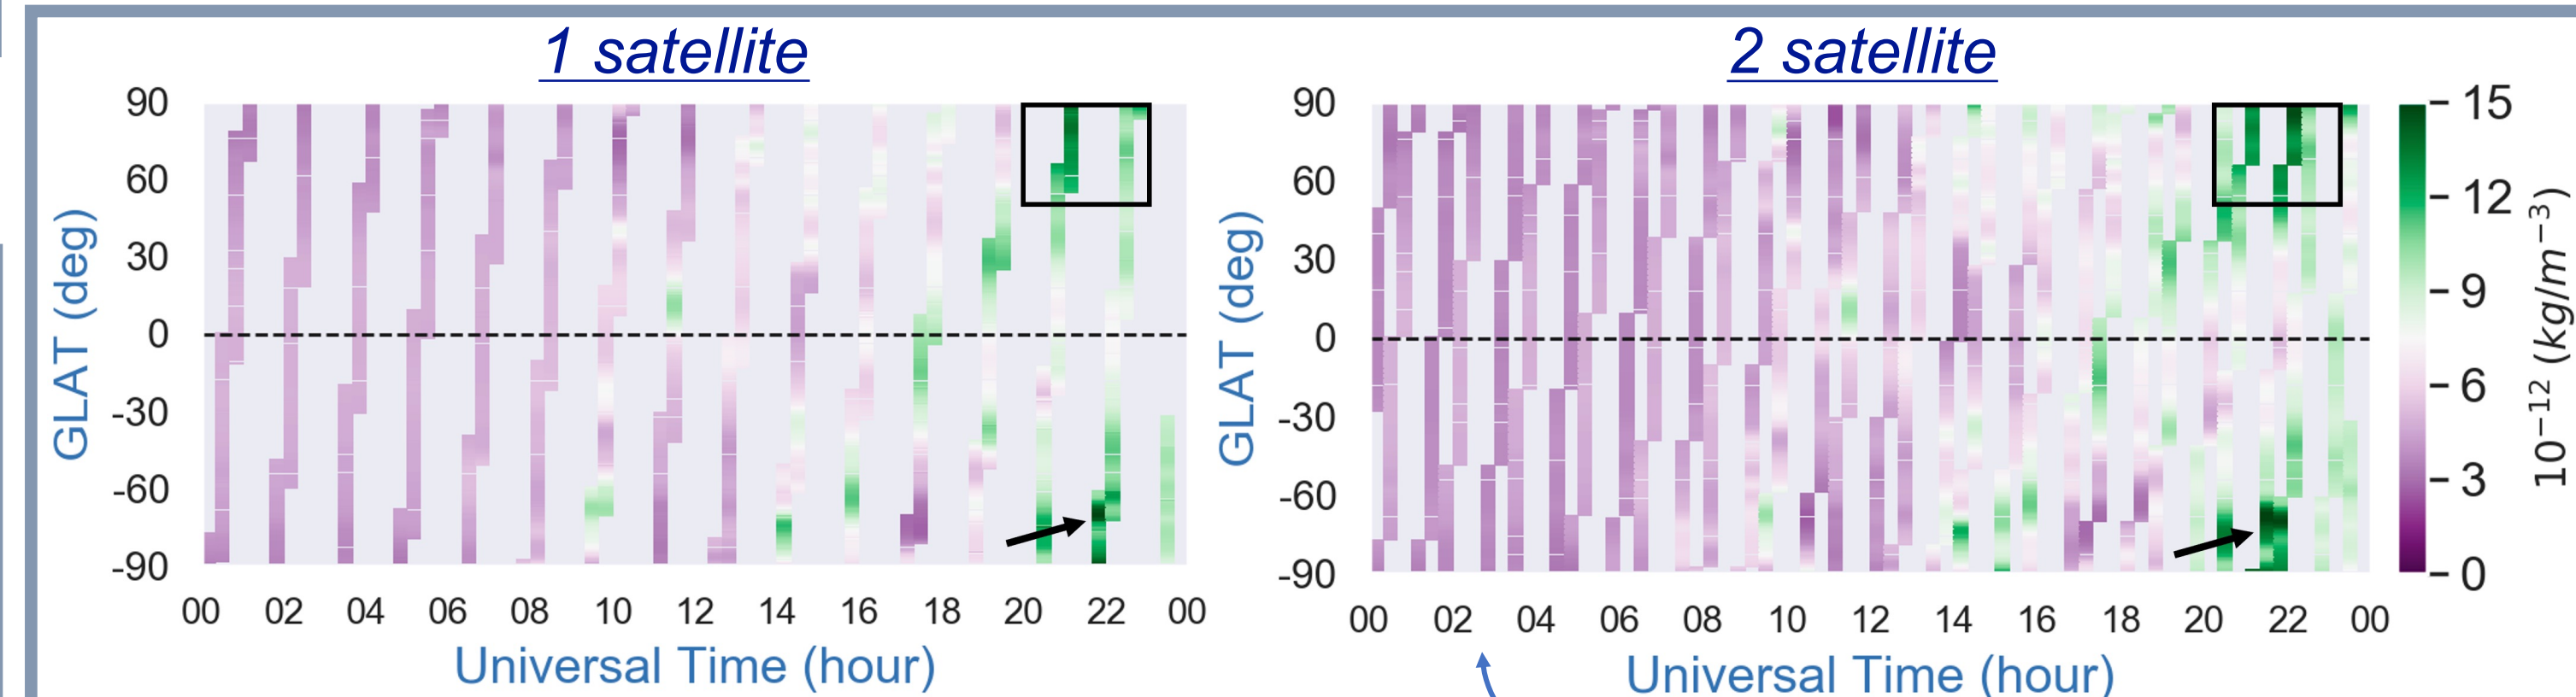 1 satellite
2 satellite
90
60
30
0
-30
-60
-90
GLAT (deg)
00 02 04 06 08 10 12 14 16 18 20 22 00
Universal Time (hour)
90
60
30
0
-30
-60
-90
GLAT (deg)
00 02 04 06 08 10 12 14 16 18 20 22 00
Universal Time (hour)
15
12
9
6
3
0
10⁻¹² (kg/m⁻³)